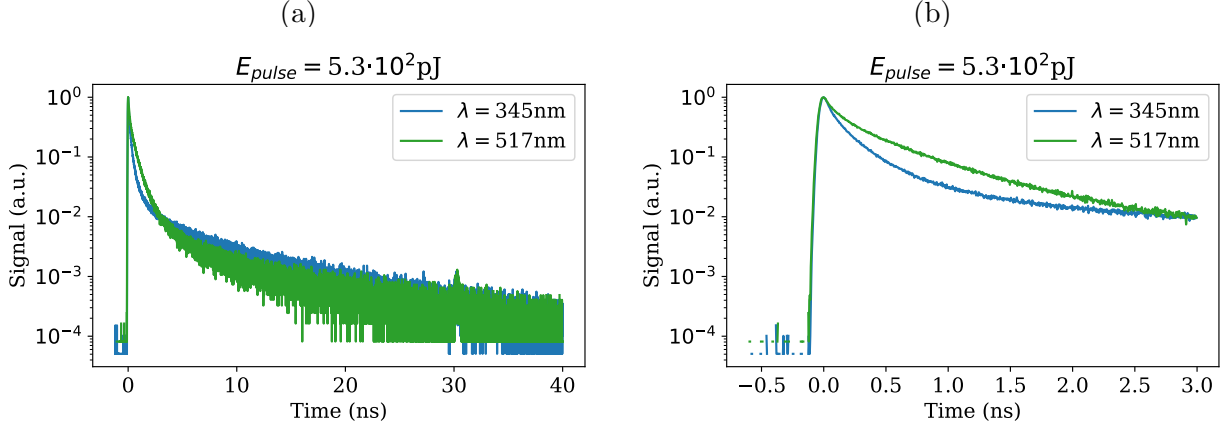 (a)
E_pulse = 5.3·10²pJ
10⁰
10⁻¹
10⁻²
10⁻³
10⁻⁴
Signal (a.u.)
λ = 345nm
λ = 517nm
0
10
20
30
40
Time (ns)
(b)
E_pulse = 5.3·10²pJ
10⁰
10⁻¹
10⁻²
10⁻³
10⁻⁴
Signal (a.u.)
λ = 345nm
λ = 517nm
−0.5
0.0
0.5
1.0
1.5
2.0
2.5
3.0
Time (ns)